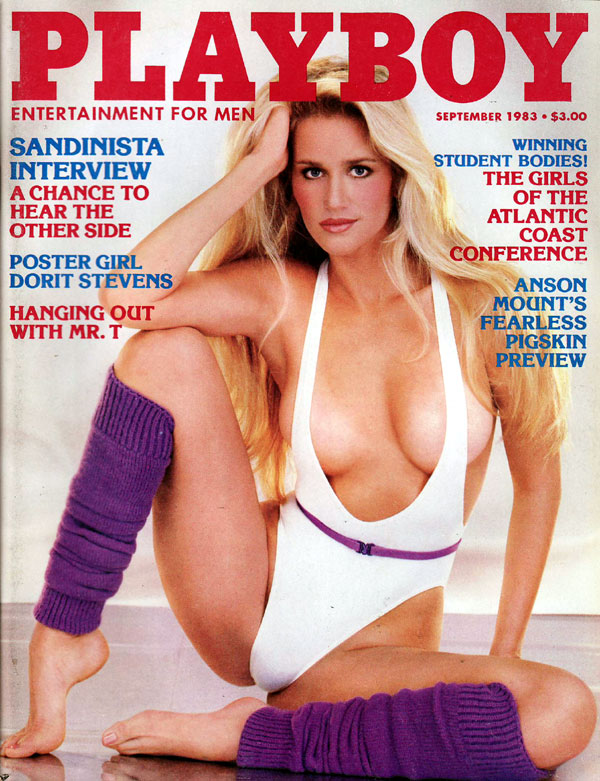 PLAYBOY
ENTERTAINMENT FOR MEN
SEPTEMBER 1983 • $3.00
SANDINISTA
INTERVIEW
A CHANCE TO
HEAR THE
OTHER SIDE
POSTER GIRL
DORIT STEVENS
HANGING OUT
WITH MR. T
WINNING
STUDENT BODIES!
THE GIRLS
OF THE
ATLANTIC
COAST
CONFERENCE
ANSON
MOUNT'S
FEARLESS
PIGSKIN
PREVIEW